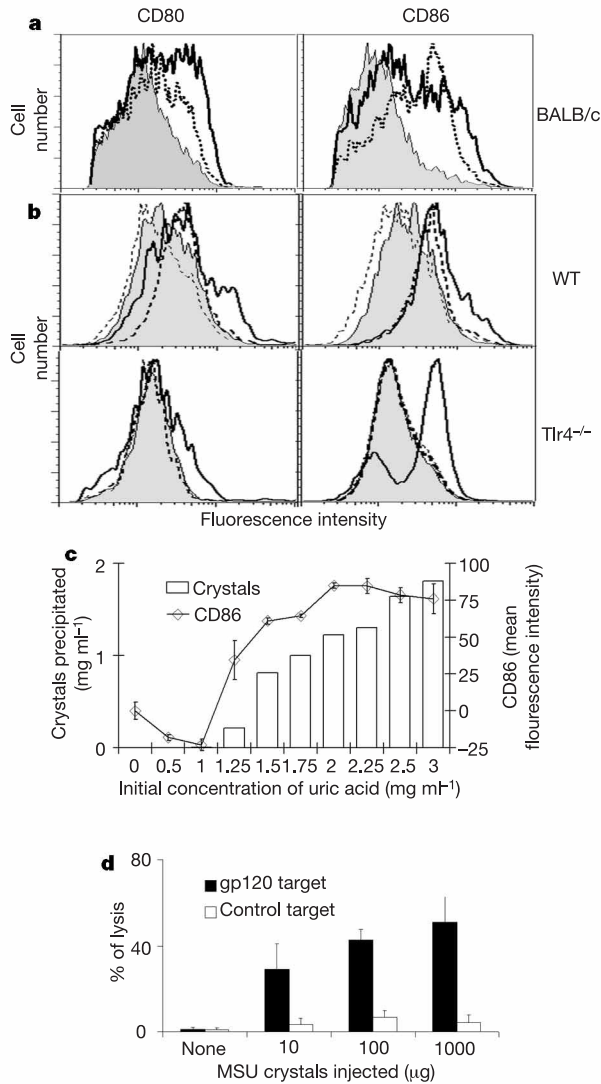 a CD80 CD86
Cell
number
BALB/c
b
WT
Cell
number
Tlr4–/–
Fluorescence intensity
c
2
1
0
Crystals precipitated
(mg ml–1)
Crystals
CD86
100
75
50
25
0
–25
CD86 (mean
flourescence intensity)
0 0.5 1 1.25 1.5 1.75 2 2.25 2.5 3
Initial concentration of uric acid (mg ml–1)
d
80
40
0
% of lysis
gp120 target
Control target
None 10 100 1000
MSU crystals injected (µg)